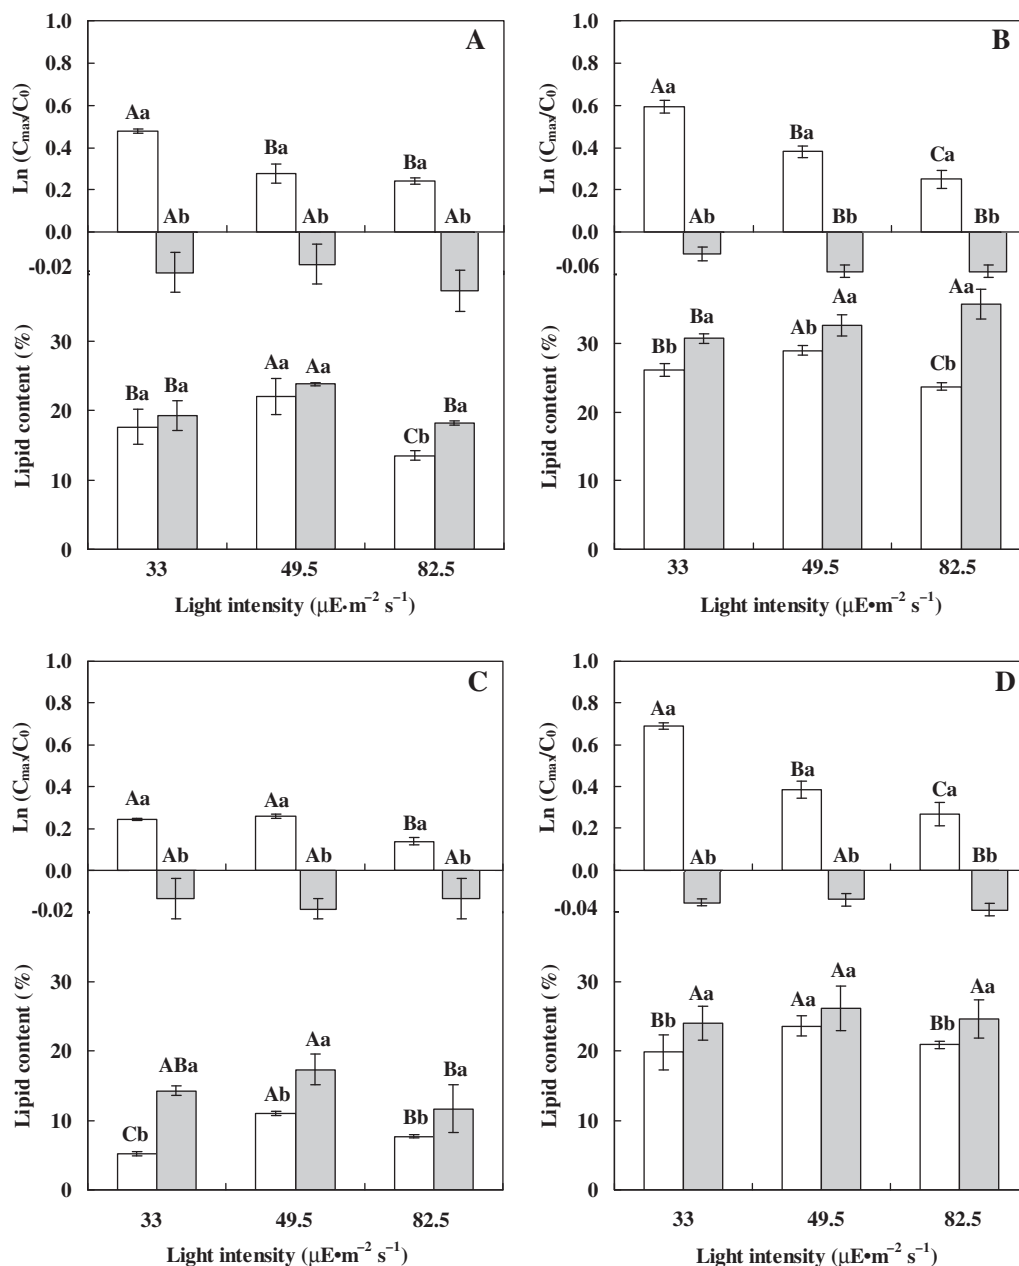 A
Ln (Cmax/C0)
1.0
0.8
0.6
0.4
0.2
0.0
-0.02
Aa
Ba
Ba
Ab
Ab
Ab
Lipid content (%)
30
20
10
0
Ba
Ba
Aa
Aa
Cb
Ba
33
49.5
82.5
Light intensity (μE·m−2 s−1)
B
Ln (Cmax/C0)
1.0
0.8
0.6
0.4
0.2
0.0
-0.06
Aa
Ba
Ca
Ab
Bb
Bb
Lipid content (%)
30
20
10
0
Bb
Ba
Ab
Aa
Cb
Aa
33
49.5
82.5
Light intensity (μE•m−2 s−1)
C
Ln (Cmax/C0)
1.0
0.8
0.6
0.4
0.2
0.0
-0.02
Aa
Aa
Ba
Ab
Ab
Ab
Lipid content (%)
30
20
10
0
Cb
ABa
Ab
Aa
Bb
Ba
33
49.5
82.5
Light intensity (μE•m−2 s−1)
D
Ln (Cmax/C0)
1.0
0.8
0.6
0.4
0.2
0.0
-0.04
Aa
Ba
Ca
Ab
Ab
Bb
Lipid content (%)
30
20
10
0
Bb
Aa
Aa
Aa
Bb
Aa
33
49.5
82.5
Light intensity (μE•m−2 s−1)